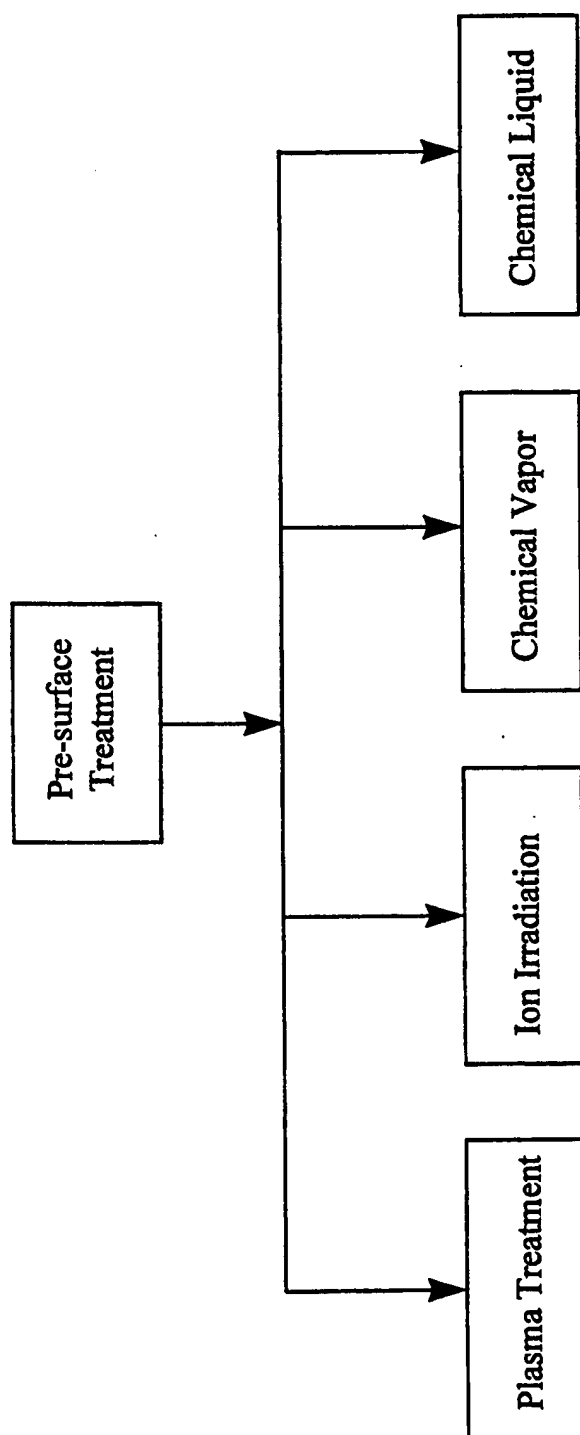 Pre-surface
Treatment
Plasma Treatment
Ion Irradiation
Chemical Vapor
Chemical Liquid